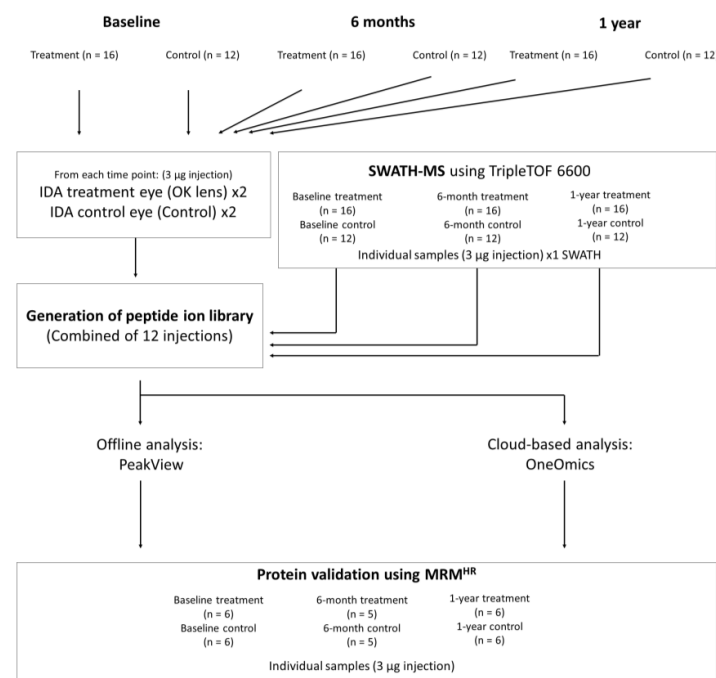 Baseline
6 months
1 year
Treatment (n = 16)
Control (n = 12)
Treatment (n = 16)
Control (n = 12)
Treatment (n = 16)
Control (n = 12
From each time point: (3 µg injection)
IDA treatment eye (OK lens) x2
IDA control eye (Control) x2
SWATH-MS using TripleTOF 6600
Baseline treatment
(n = 16)
Baseline control
(n = 12)
6-month treatment
(n = 16)
6-month control
(n = 12)
1-year treatment
(n = 16)
1-year control
(n = 12)
Individual samples (3 µg injection) x1 SWATH
Generation of peptide ion library
(Combined of 12 injections)
Offline analysis:
PeakView
Cloud-based analysis:
OneOmics
Protein validation using MRMᴴᴿ
Baseline treatment
(n = 6)
Baseline control
(n = 6)
6-month treatment
(n = 5)
6-month control
(n = 5)
1-year treatment
(n = 6)
1-year control
(n = 6)
Individual samples (3 µg injection)